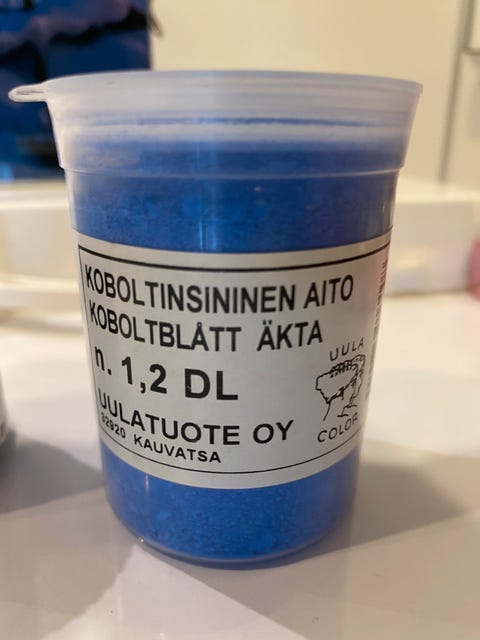 KOBOLTINSININEN AITO
KOBOLTBLÅTT ÄKTA
n. 1,2 DL
UULATUOTE OY
32920 KAUVATSA
UULA
COLOR